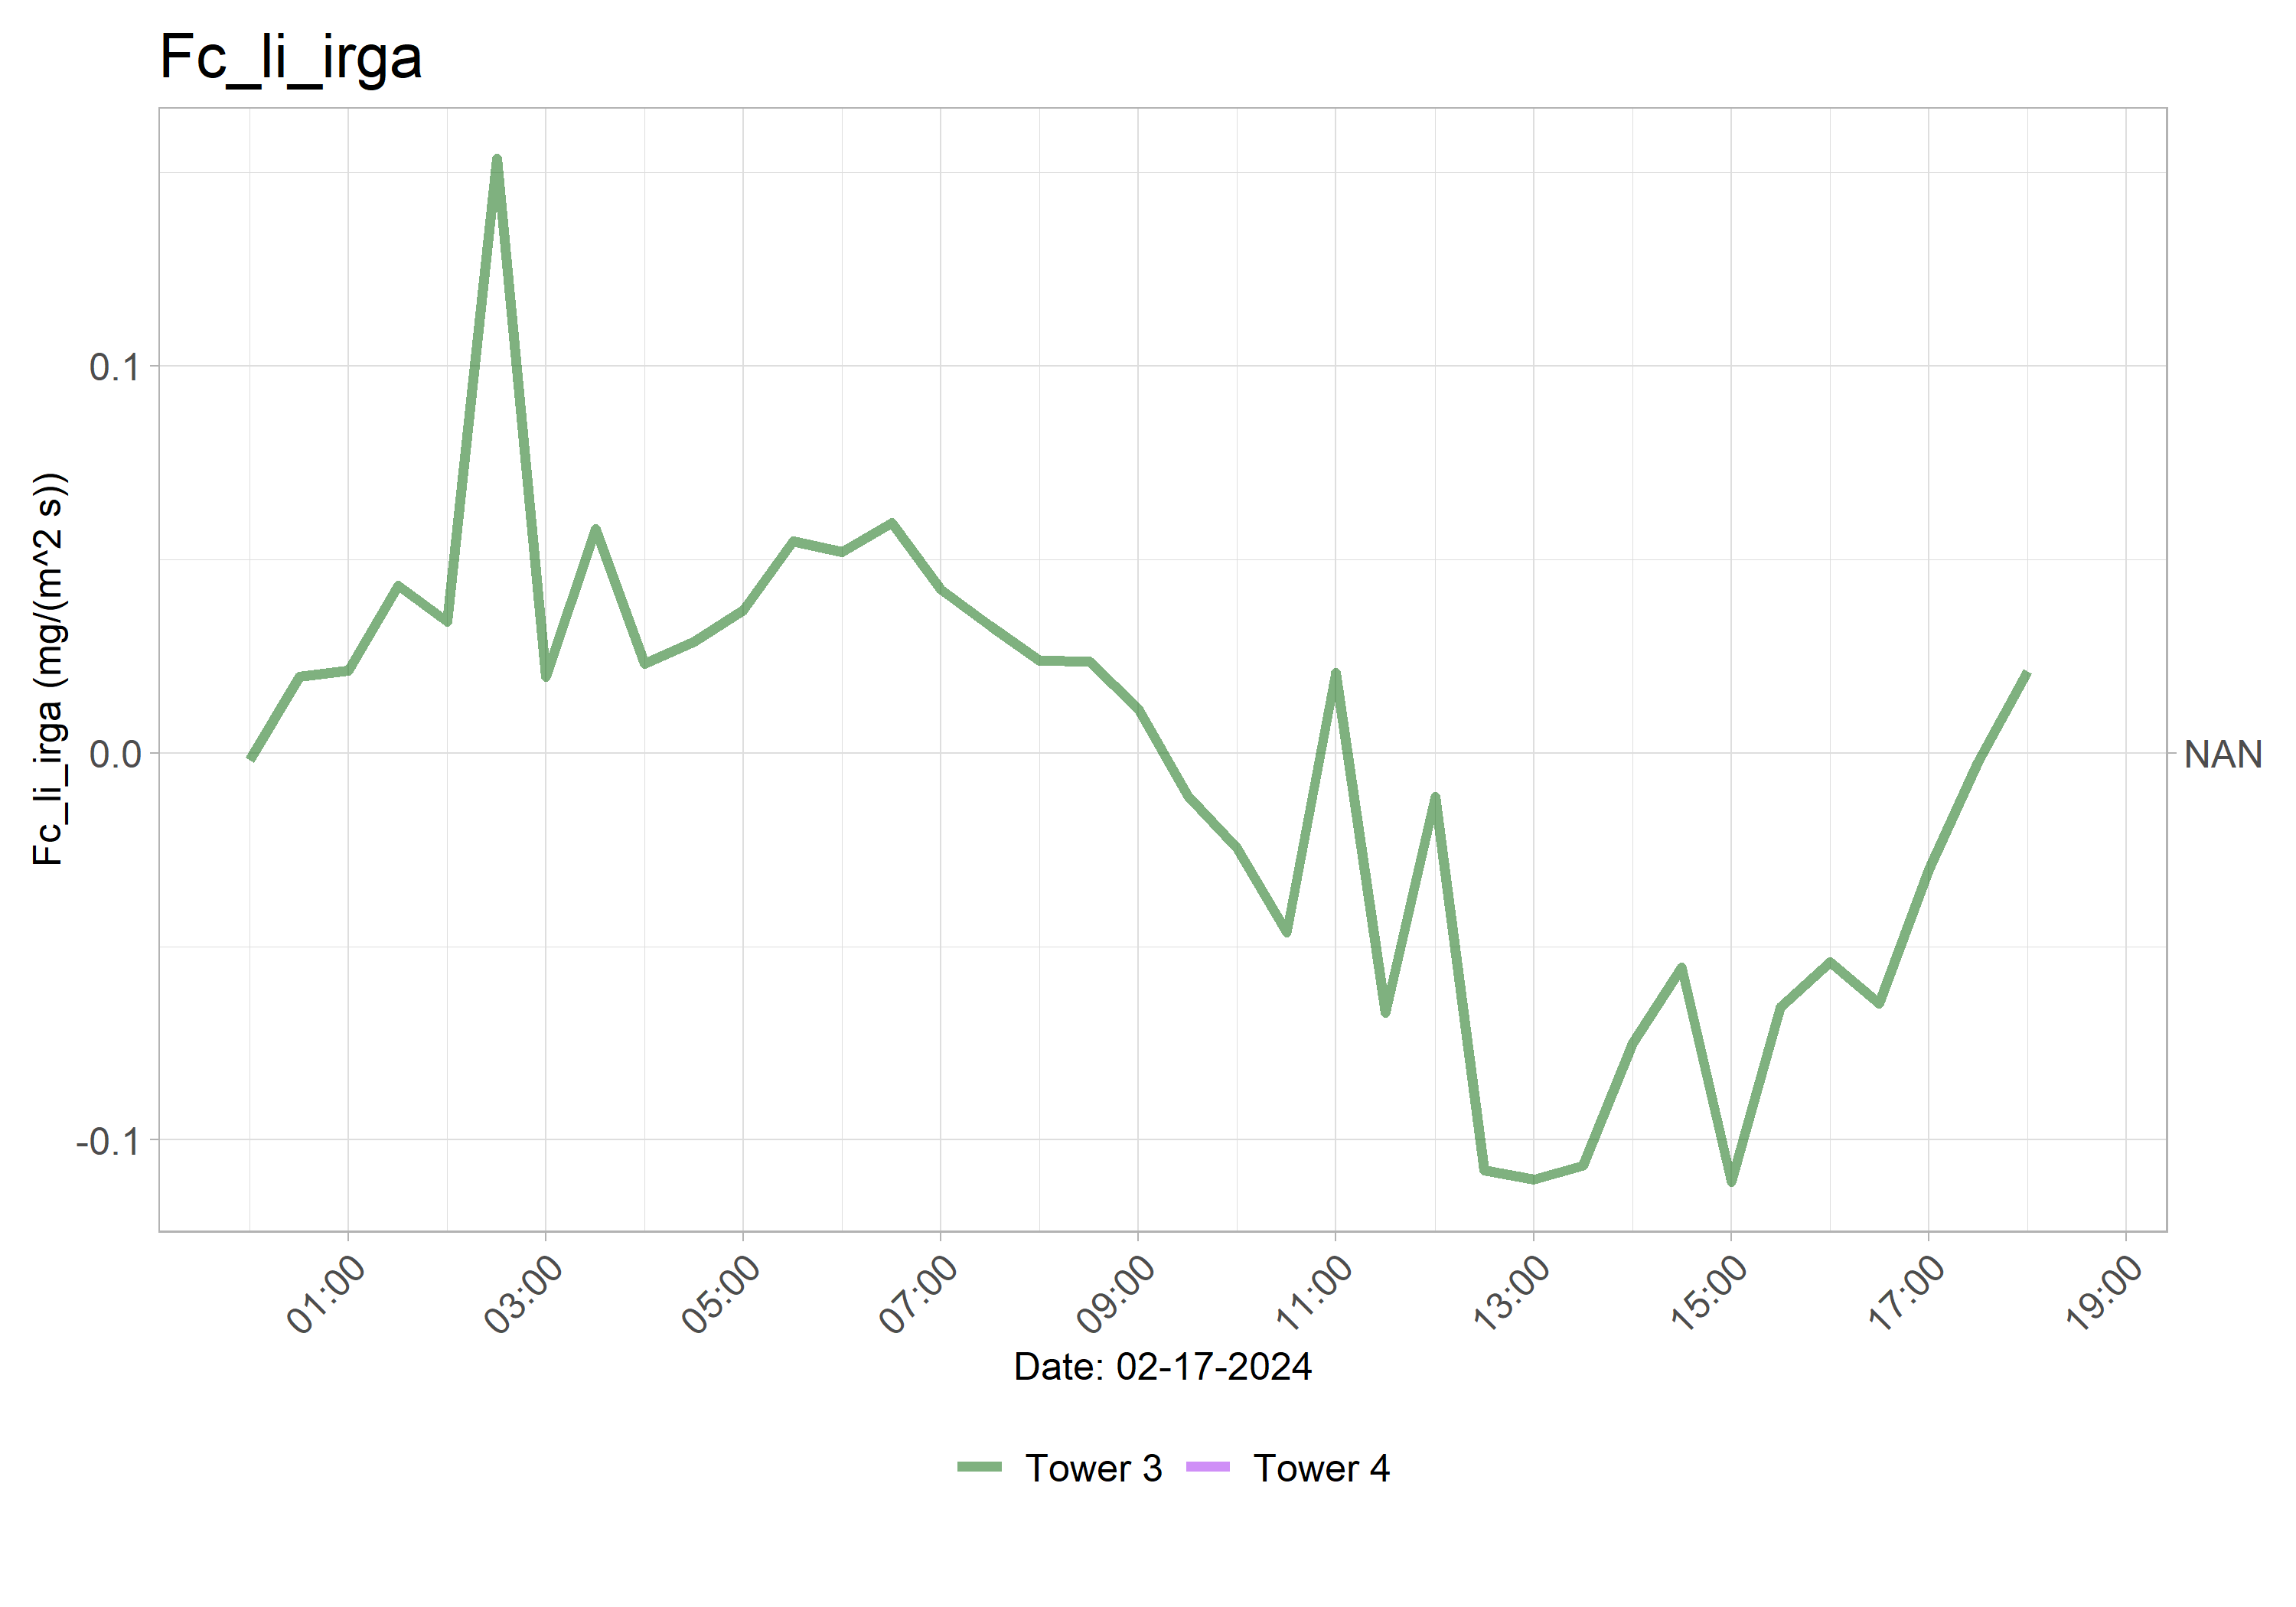 Fc_li_irga
Fc_li_irga (mg/(m^2 s))
0.1
0.0
-0.1
NAN
01:00 03:00 05:00 07:00 09:00 11:00 13:00 15:00 17:00 19:00
Date: 02-17-2024
Tower 3 Tower 4